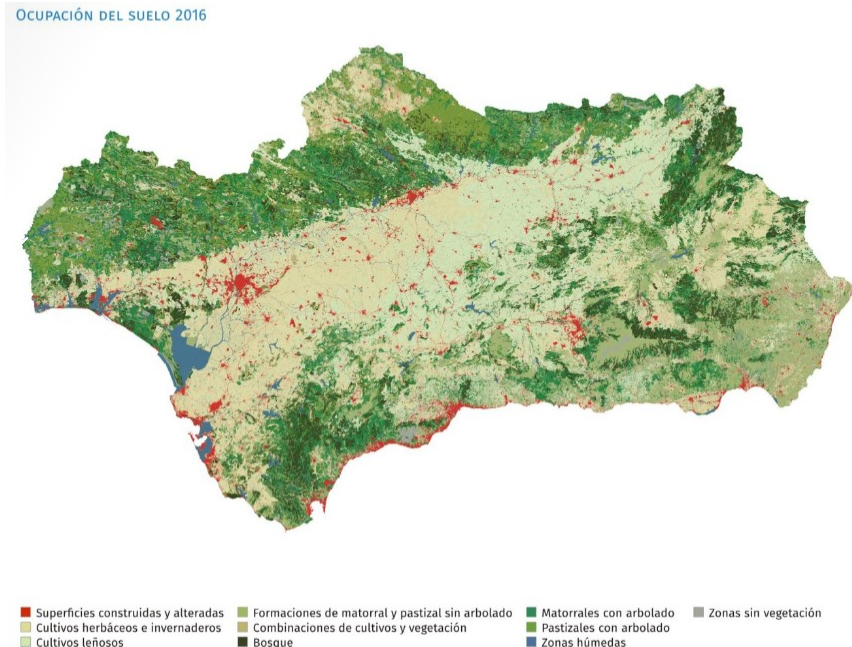 OCUPACIÓN DEL SUELO 2016
Superficies construidas y alteradas
Cultivos herbáceos e invernaderos
Cultivos leñosos
Formaciones de matorral y pastizal sin arbolado
Combinaciones de cultivos y vegetación
Bosque
Matorrales con arbolado
Pastizales con arbolado
Zonas húmedas
Zonas sin vegetación